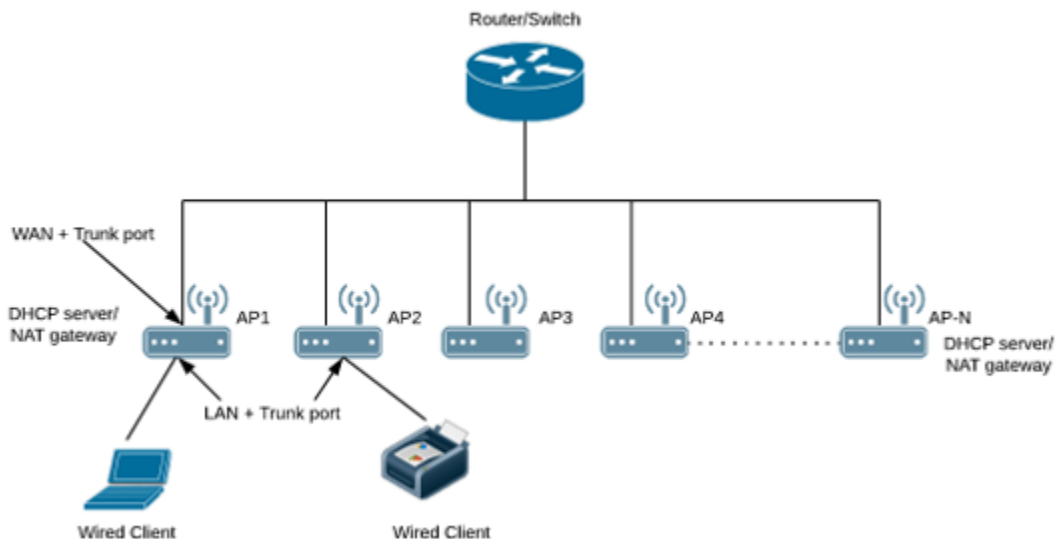 Router/Switch
WAN + Trunk port
DHCP server/
NAT gateway
AP1
AP2
AP3
AP4
AP-N
DHCP server/
NAT gateway
LAN + Trunk port
Wired Client
Wired Client